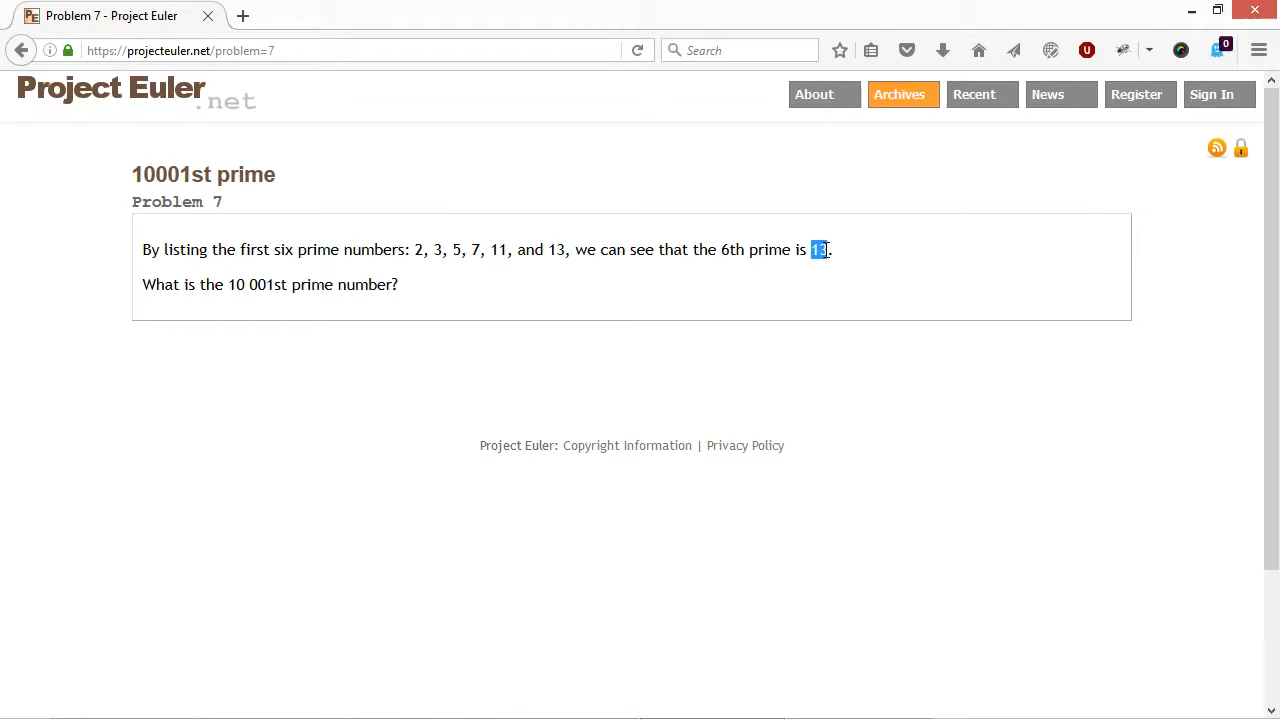 Problem 7 - Project Euler
https://projecteuler.net/problem=7
Search
0
Project Euler
.net
About
Archives
Recent
News
Register
Sign In
10001st prime
Problem 7
By listing the first six prime numbers: 2, 3, 5, 7, 11, and 13, we can see that the 6th prime is 13.
What is the 10 001st prime number?
Project Euler: Copyright Information | Privacy Policy